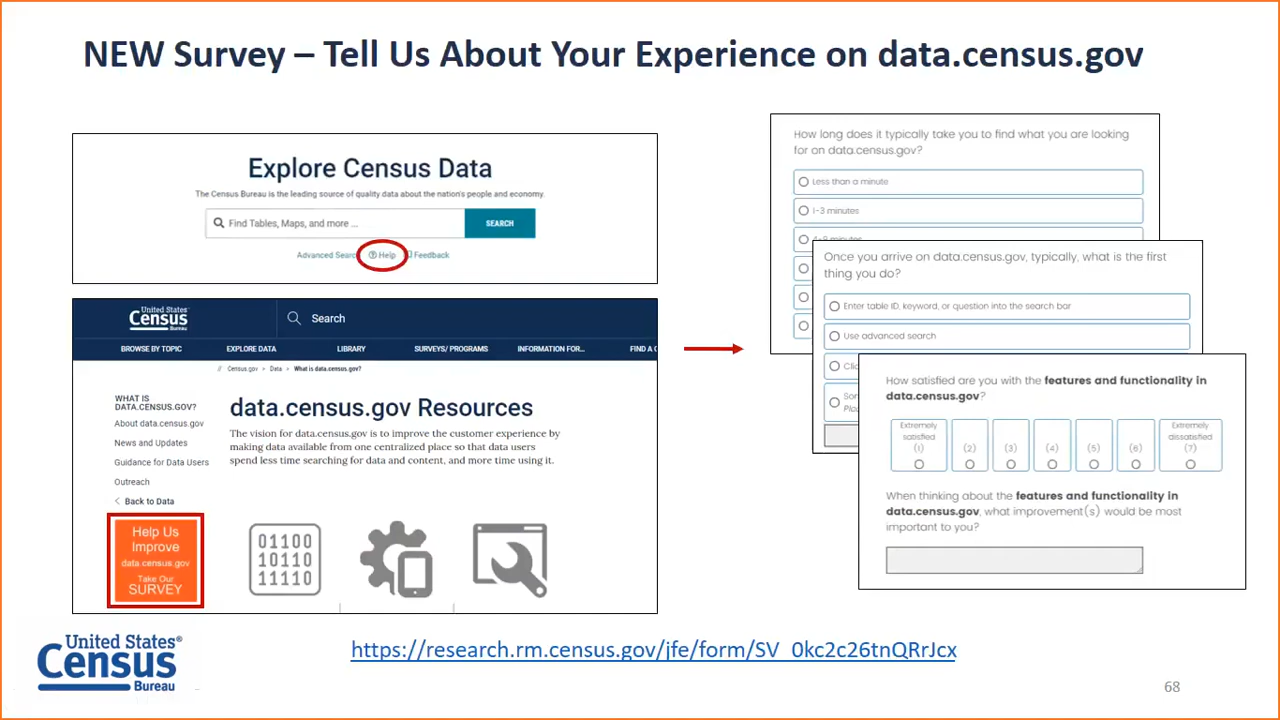 NEW Survey – Tell Us About Your Experience on data.census.gov
Explore Census Data
The Census Bureau is the leading source of quality data about the nation's people and economy.
Find Tables, Maps, and more ...
SEARCH
Advanced Search
Help
Feedback
United States®
Census
Bureau
Search
BROWSE BY TOPIC
EXPLORE DATA
LIBRARY
SURVEYS/ PROGRAMS
INFORMATION FOR...
FIND A
// Census.gov › Data › What is data.census.gov?
WHAT IS
DATA.CENSUS.GOV?
About data.census.gov
News and Updates
Guidance for Data Users
Outreach
Back to Data
data.census.gov Resources
The vision for data.census.gov is to improve the customer experience by
making data available from one centralized place so that data users
spend less time searching for data and content, and more time using it.
Help Us
Improve
data.census.gov
Take Our
SURVEY
01100
10110
11110
How long does it typically take you to find what you are looking
for on data.census.gov?
Less than a minute
1-3 minutes
Once you arrive on data.census.gov, typically, what is the first
thing you do?
Enter table ID, keyword, or question into the search bar
Use advanced search
How satisfied are you with the features and functionality in
data.census.gov?
Extremely
satisfied
(1)
(2)
(3)
(4)
(5)
(6)
Extremely
dissatisfied
(7)
When thinking about the features and functionality in
data.census.gov, what improvement(s) would be most
important to you?
https://research.rm.census.gov/jfe/form/SV_0kc2c26tnQRrJcx
United States®
Census
Bureau
68